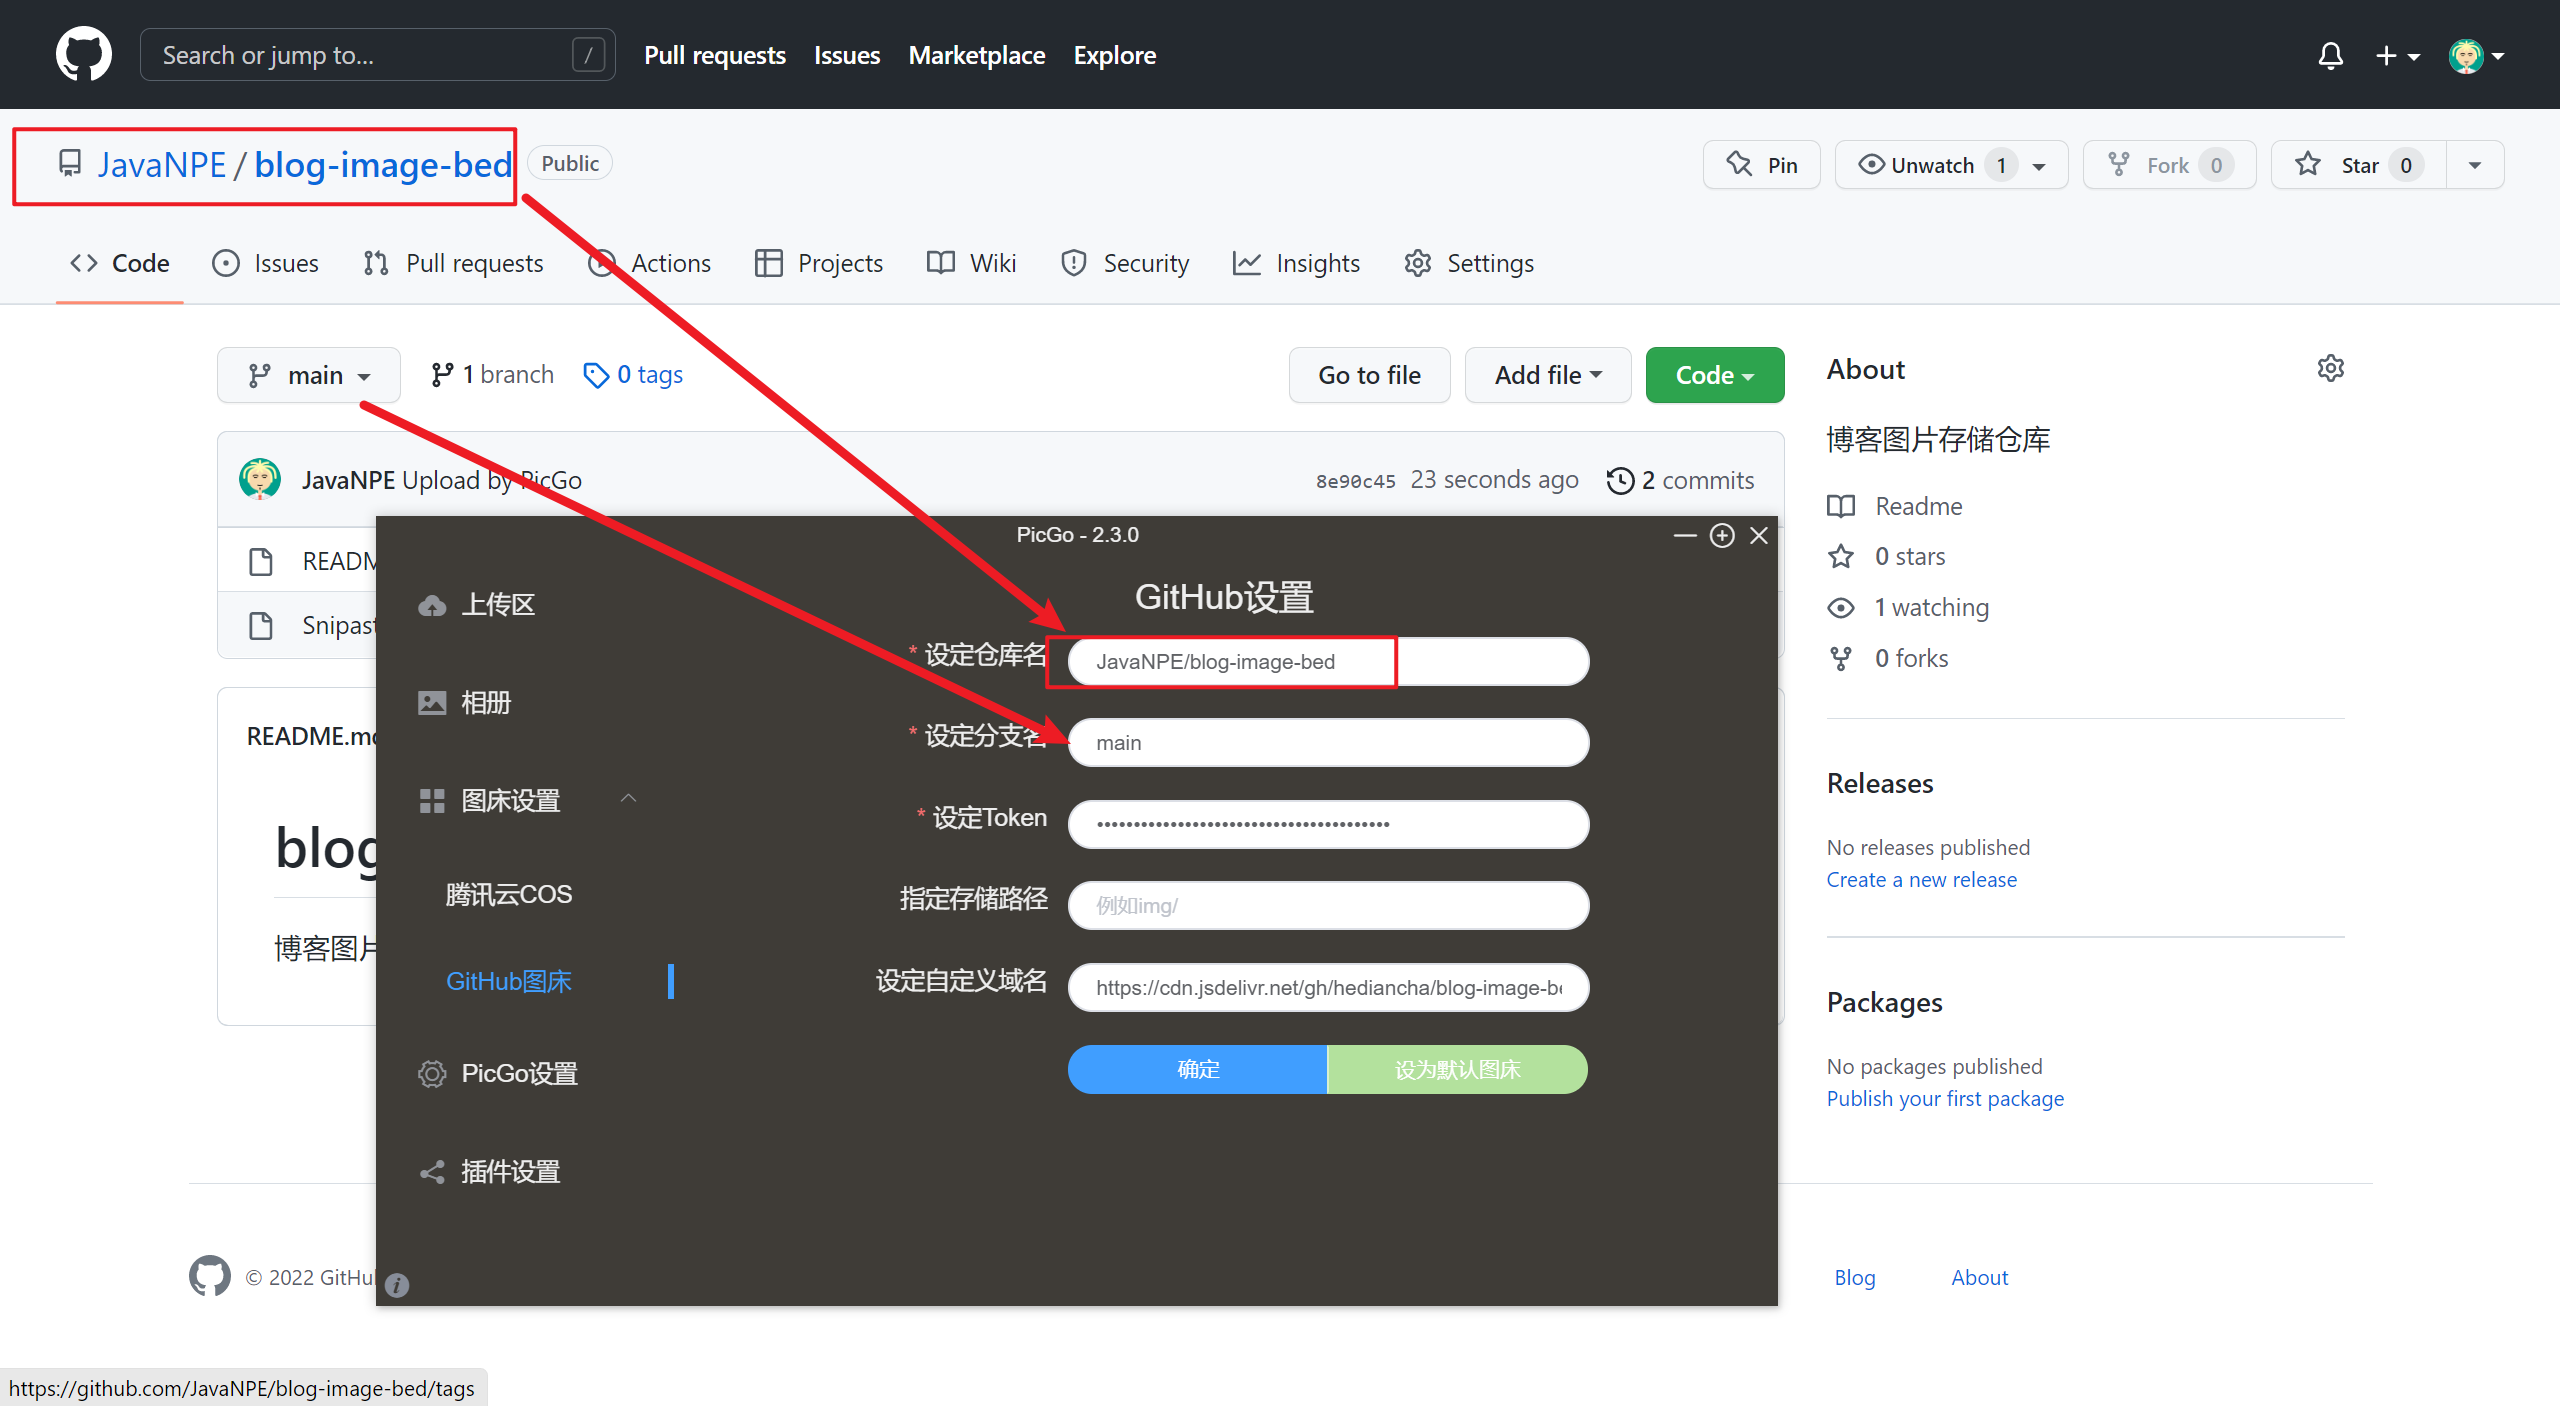 Search or jump to...
/
Pull requests
Issues
Marketplace
Explore
JavaNPE / blog-image-bed
Public
Pin
Unwatch 1
Fork 0
Star 0
Code
Issues
Pull requests
Actions
Projects
Wiki
Security
Insights
Settings
main
1 branch
0 tags
Go to file
Add file
Code
JavaNPE Upload by PicGo
8e90c45 23 seconds ago
2 commits
READM
Snipast
README.md
blog
博客图片
© 2022 GitHub
About
博客图片存储仓库
Readme
0 stars
1 watching
0 forks
Releases
No releases published
Create a new release
Packages
No packages published
Publish your first package
Blog
About
PicGo - 2.3.0
上传区
相册
图床设置
腾讯云COS
GitHub图床
PicGo设置
插件设置
GitHub设置
* 设定仓库名
JavaNPE/blog-image-bed
* 设定分支名
main
* 设定Token
••••••••••••••••••••••••••••••••••••••••
指定存储路径
例如img/
设定自定义域名
https://cdn.jsdelivr.net/gh/hediancha/blog-image-be
确定
设为默认图床
https://github.com/JavaNPE/blog-image-bed/tags